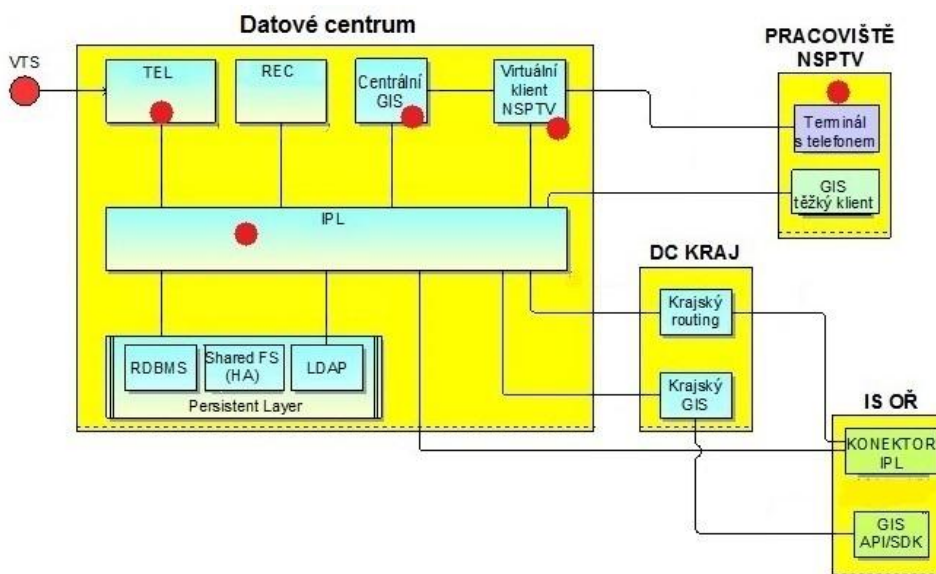 Datové centrum
VTS
TEL
REC
Centrální
GIS
Virtuální
klient
NSPTV
PRACOVIŠTĚ
NSPTV
Terminál
s telefonem
GIS
těžký klient
IPL
DC KRAJ
Krajský
routing
Krajský
GIS
RDBMS
Shared FS
(HA)
LDAP
Persistent Layer
IS OŘ
KONEKTOR
IPL
GIS
API/SDK